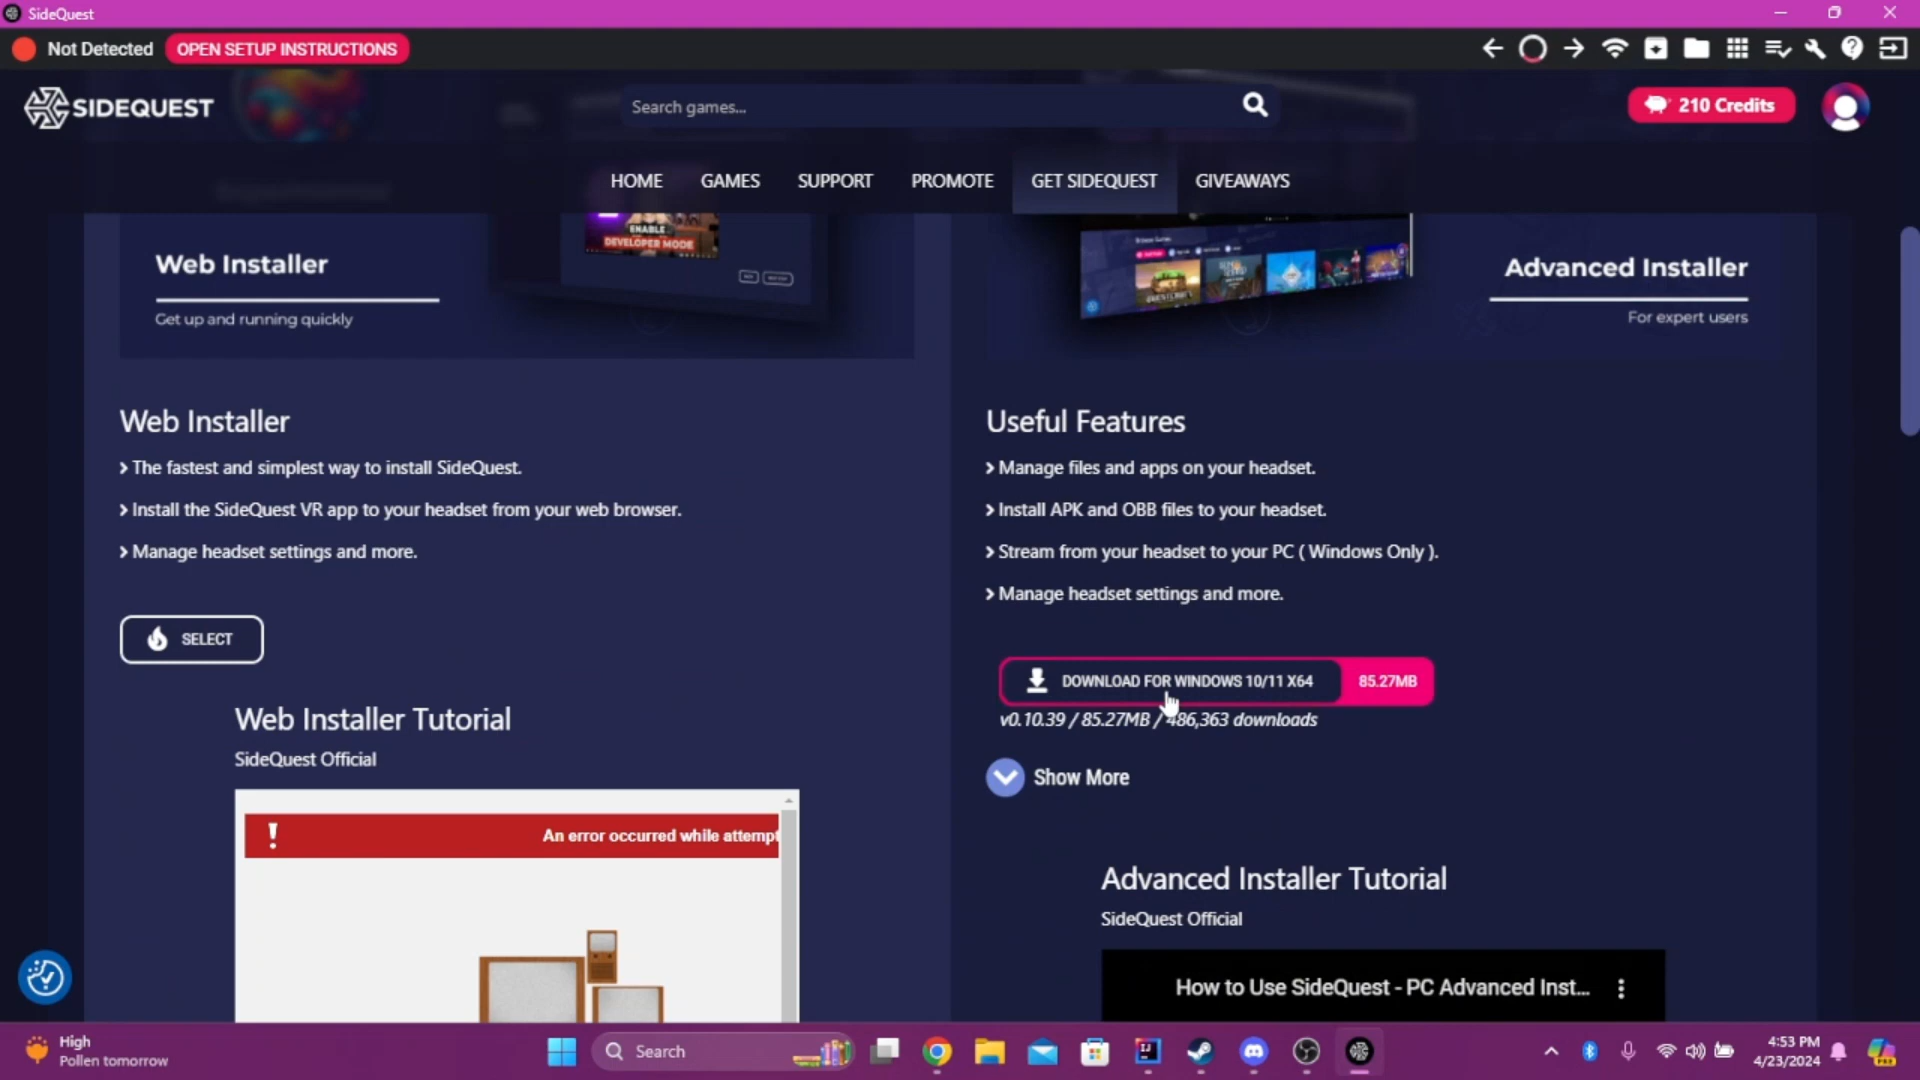 SideQuest
Not Detected
OPEN SETUP INSTRUCTIONS
SIDEQUEST
Search games...
210 Credits
HOME
GAMES
SUPPORT
PROMOTE
GET SIDEQUEST
GIVEAWAYS
ENABLE
DEVELOPER MODE
Web Installer
Get up and running quickly
Advanced Installer
For expert users
Web Installer
The fastest and simplest way to install SideQuest.
Install the SideQuest VR app to your headset from your web browser.
Manage headset settings and more.
SELECT
Web Installer Tutorial
SideQuest Official
An error occurred while attempt
Useful Features
Manage files and apps on your headset.
Install APK and OBB files to your headset.
Stream from your headset to your PC ( Windows Only ).
Manage headset settings and more.
DOWNLOAD FOR WINDOWS 10/11 X64
85.27MB
v0.10.39 / 85.27MB / 486,363 downloads
Show More
Advanced Installer Tutorial
SideQuest Official
How to Use SideQuest - PC Advanced Inst...
High
Pollen tomorrow
Search
4:53 PM
4/23/2024